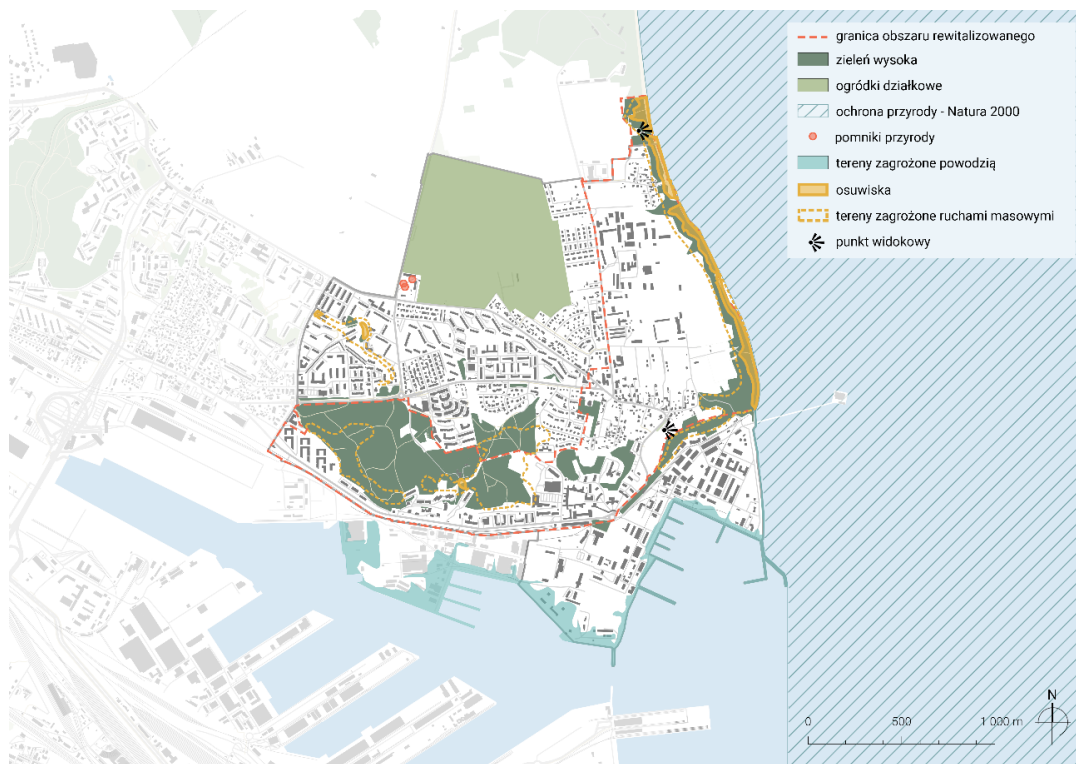 granica obszaru rewitalizowanego
zieleń wysoka
ogródki działkowe
ochrona przyrody - Natura 2000
pomniki przyrody
tereny zagrożone powodzią
osuwiska
tereny zagrożone ruchami masowymi
punkt widokowy
N
0 500 1 000 m